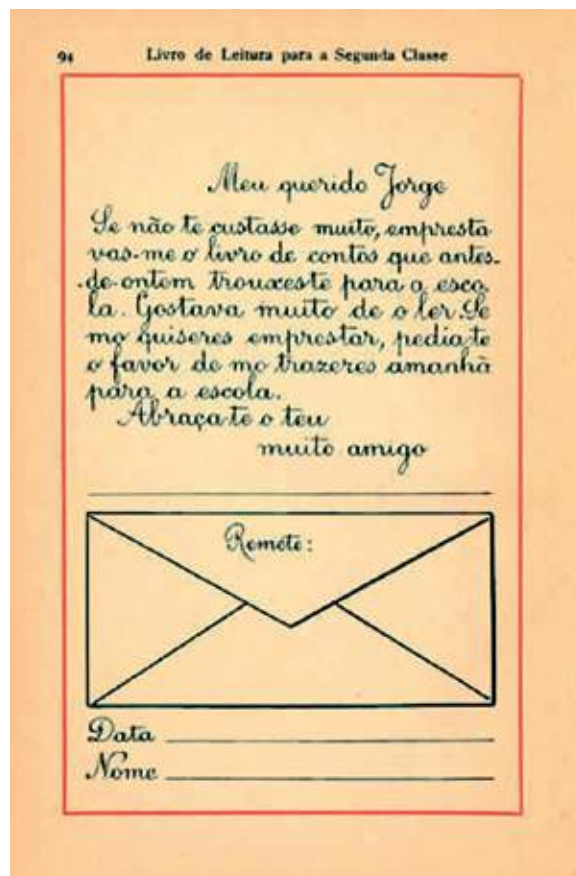 94 Livro de Leitura para a Segunda Classe
Meu querido Jorge
Se não te custasse muito, empresta
vas-me o livro de contos que antes-
-de-ontem trouxeste para a esco
la. Gostava muito de o ler. Se
mo quiseres emprestar, pedia-te
o favor de mo trazeres amanhã
para a escola.
Abraça-te o teu
muito amigo
Remete:
Data
Nome